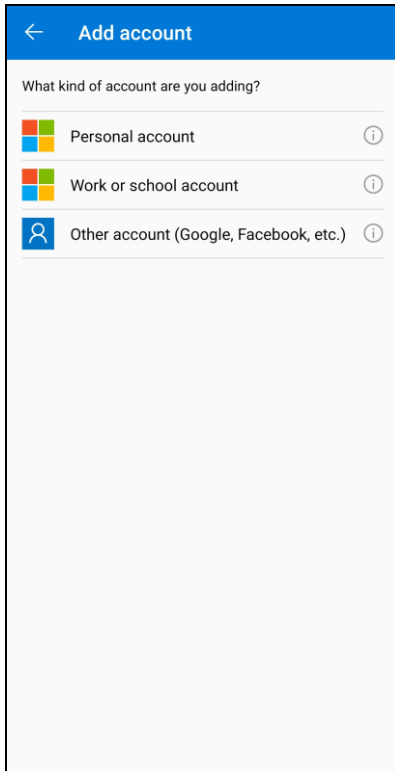 Add account
What kind of account are you adding?
Personal account
Work or school account
Other account (Google, Facebook, etc.)